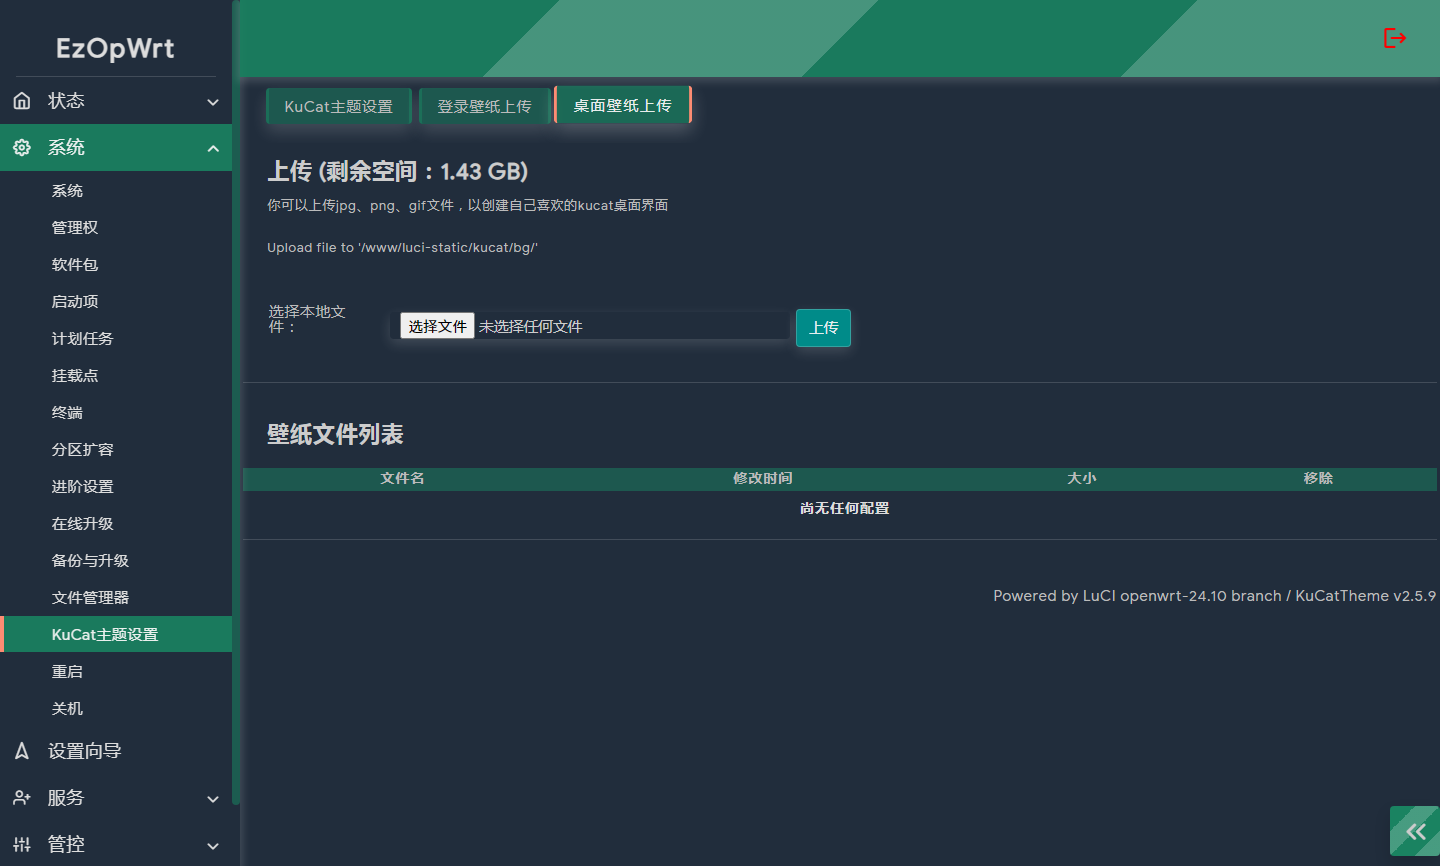 EzOpWrt
状态
系统
系统
管理权
软件包
启动项
计划任务
挂载点
终端
分区扩容
进阶设置
在线升级
备份与升级
文件管理器
KuCat主题设置
重启
关机
设置向导
服务
管控
KuCat主题设置 登录壁纸上传 桌面壁纸上传
上传 (剩余空间：1.43 GB)
你可以上传jpg、png、gif文件，以创建自己喜欢的kucat桌面界面
Upload file to '/www/luci-static/kucat/bg/'
选择本地文
件：
选择文件 未选择任何文件 上传
壁纸文件列表
文件名 修改时间 大小 移除
尚无任何配置
Powered by LuCI openwrt-24.10 branch / KuCatTheme v2.5.9